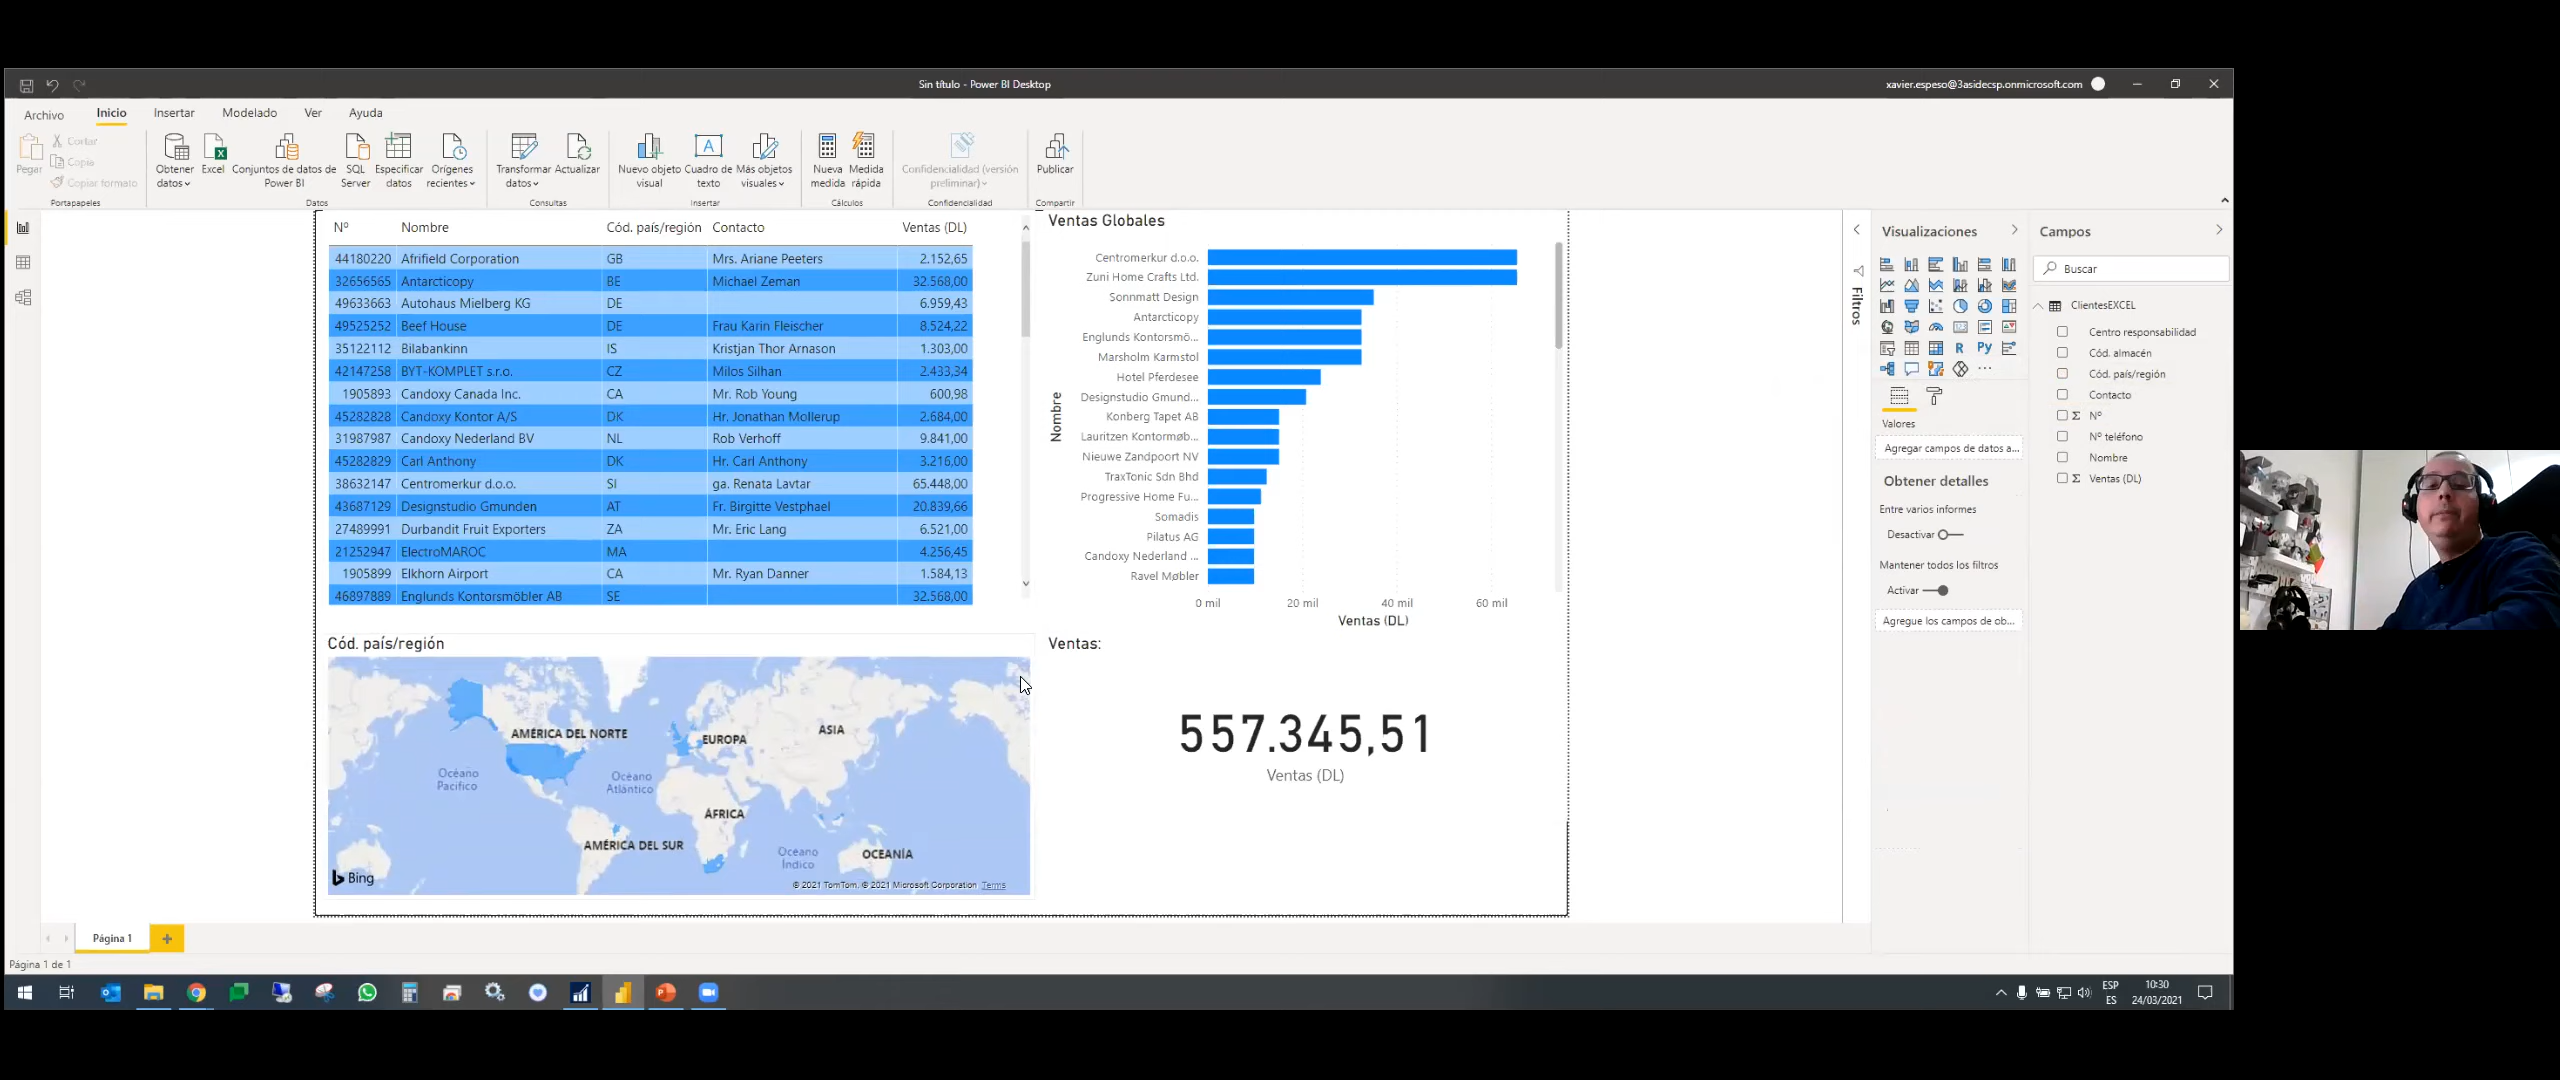 Sin título - Power BI Desktop
xavier.espeso@3asidecsp.onmicrosoft.com
Archivo Inicio Insertar Modelado Ver Ayuda
Pegar
Cortar
Copie
Copiar formato
Portapapeles
Obtener datos
Excel
Conjuntos de datos de Power BI
SQL Server
Especificar datos
Orígenes recientes
Datos
Transformar datos
Actualizar
Consultas
Nuevo objeto visual
Cuadro de texto
Más objetos visuales
Insertar
Nueva medida
Medida rápida
Cálculos
Confidencialidad (versión preliminar)
Confidencialidad
Publicar
Compartir
Nº Nombre Cód. país/región Contacto Ventas (DL)
44180220 Afrifield Corporation GB Mrs. Ariane Peeters 2.152,65
32656565 Antarcticopy BE Michael Zeman 32.568,00
49633663 Autohaus Mielberg KG DE 6.959,43
49525252 Beef House DE Frau Karin Fleischer 8.524,22
35122112 Bilabankinn IS Kristjan Thor Arnason 1.303,00
42147258 BYT-KOMPLET s.r.o. CZ Milos Silhan 2.433,34
1905893 Candoxy Canada Inc. CA Mr. Rob Young 600,98
45282828 Candoxy Kontor A/S DK Hr. Jonathan Mollerup 2.684,00
31987987 Candoxy Nederland BV NL Rob Verhoff 9.841,00
45282829 Carl Anthony DK Hr. Carl Anthony 3.216,00
38632147 Centromerkur d.o.o. SI ga. Renata Lavtar 65.448,00
43687129 Designstudio Gmunden AT Fr. Birgitte Vestphael 20.839,66
27489991 Durbandit Fruit Exporters ZA Mr. Eric Lang 6.521,00
21252947 ElectroMAROC MA 4.256,45
1905899 Elkhorn Airport CA Mr. Ryan Danner 1.584,13
46897889 Englunds Kontorsmöbler AB SE 32.568,00
Ventas Globales
Nombre
Centromerkur d.o.o.
Zuni Home Crafts Ltd.
Sonnmatt Design
Antarcticopy
Englunds Kontorsmö...
Marsholm Karmstol
Hotel Pferdesee
Designstudio Gmund...
Konberg Tapet AB
Lauritzen Kontormøb...
Nieuwe Zandpoort NV
TraxTonic Sdn Bhd
Progressive Home Fu...
Somadis
Pilatus AG
Candoxy Nederland ...
Ravel Møbler
0 mil 20 mil 40 mil 60 mil
Ventas (DL)
Cód. país/región
AMÉRICA DEL NORTE
EUROPA
ASIA
Océano Pacífico
Océano Atlántico
ÁFRICA
AMÉRICA DEL SUR
Océano Índico
OCEANÍA
Bing
© 2021 TomTom, © 2021 Microsoft Corporation Terms
Ventas:
557.345,51
Ventas (DL)
Filtros
Visualizaciones
R Py
Valores
Agregar campos de datos a...
Obtener detalles
Entre varios informes
Desactivar
Mantener todos los filtros
Activar
Agregue los campos de ob...
Campos
Buscar
ClientesEXCEL
Centro responsabilidad
Cód. almacén
Cód. país/región
Contacto
Σ Nº
Nº teléfono
Nombre
Σ Ventas (DL)
Página 1
Página 1 de 1
ESP
ES
10:30
24/03/2021